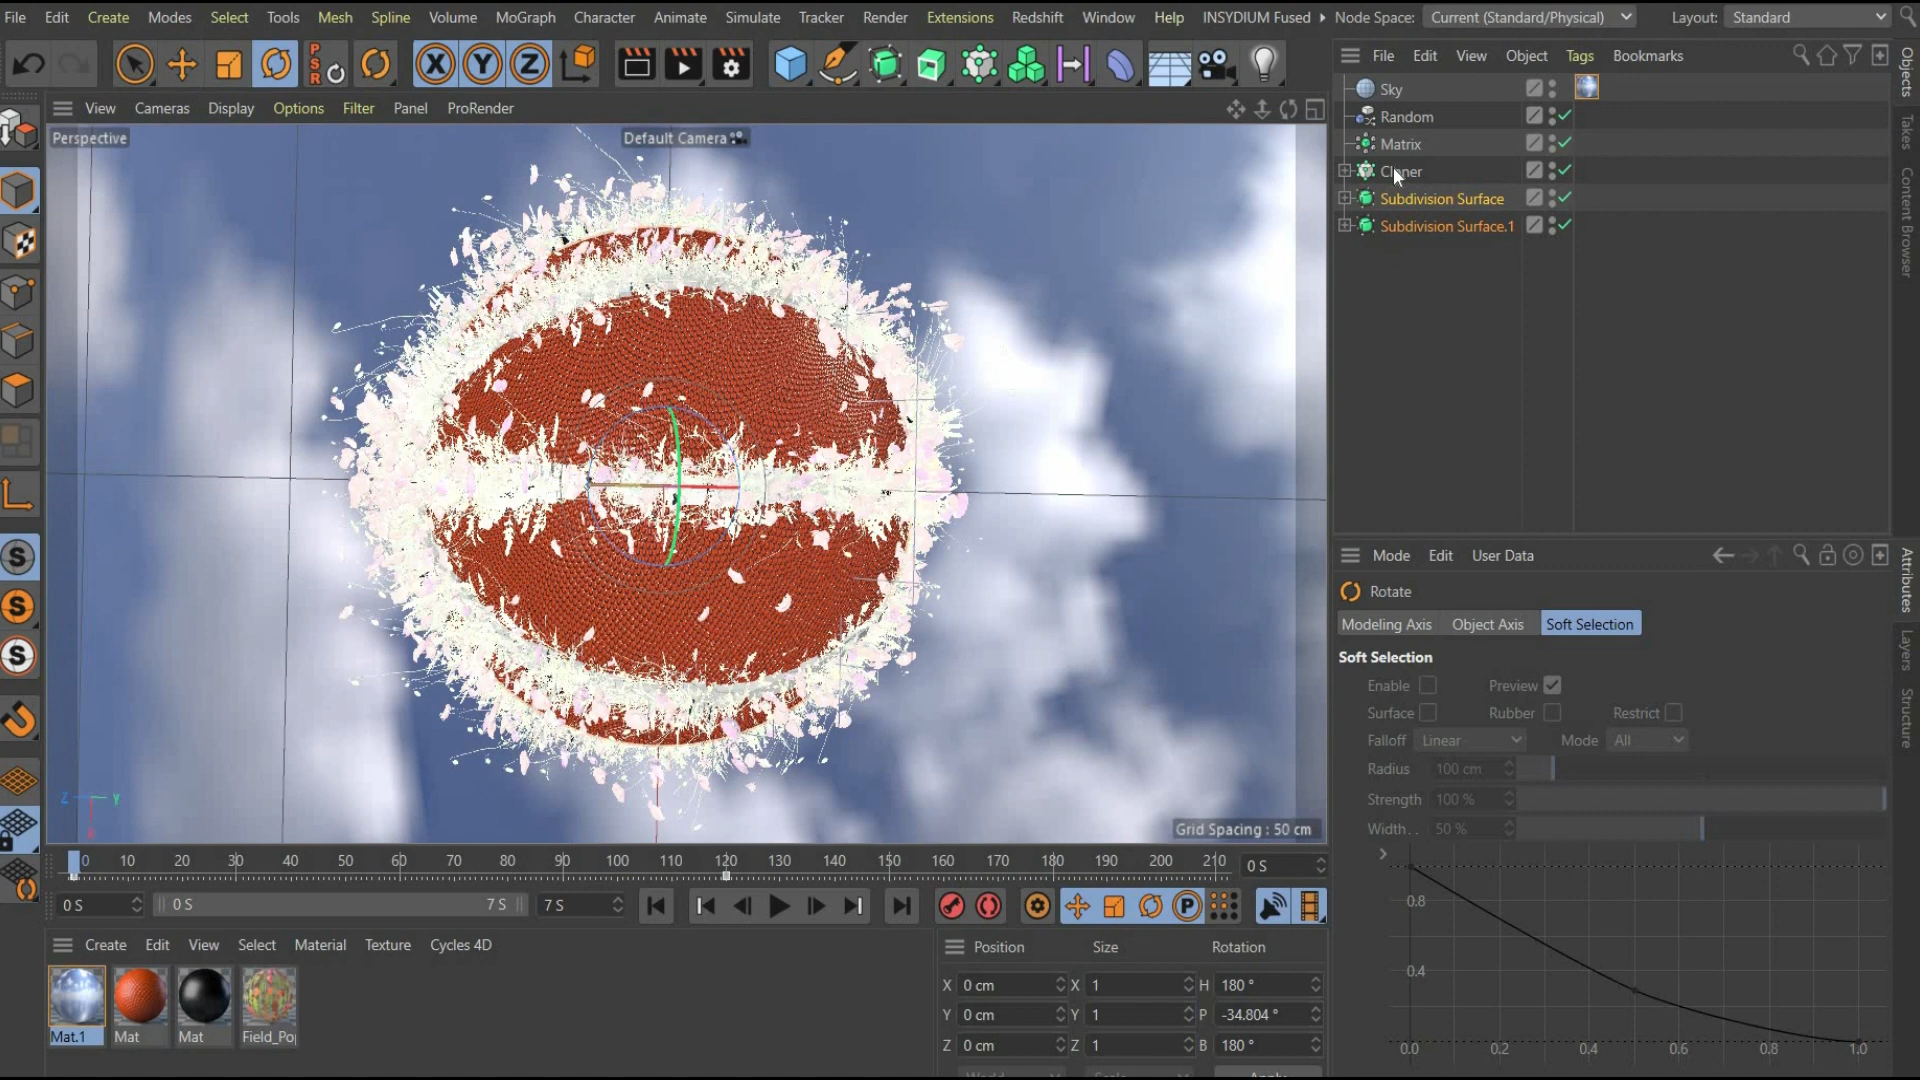 File Edit Create Modes Select Tools Mesh Spline Volume MoGraph Character Animate Simulate Tracker Render Extensions Redshift Window Help INSYDIUM Fused Node Space: Current (Standard/Physical) Layout: Standard
PSR X Y Z
File Edit View Object Tags Bookmarks
View Cameras Display Options Filter Panel ProRender
Perspective
Default Camera
Sky
Random
Matrix
Cloner
Subdivision Surface
Subdivision Surface.1
Objects
Takes
Content Browser
Mode Edit User Data
Rotate
Modeling Axis Object Axis Soft Selection
Soft Selection
Enable Preview
Surface Rubber Restrict
Falloff Linear Mode All
Radius 100 cm
Strength 100 %
Width.. 50 %
0.8
0.4
0.0 0.2 0.4 0.6 0.8 1.0
Attributes
Layers
Structure
S
S
S
Z Y
Grid Spacing : 50 cm
0 10 20 30 40 50 60 70 80 90 100 110 120 130 140 150 160 170 180 190 200 210 0 S
0 S 0 S 7 S 7 S P
Create Edit View Select Material Texture Cycles 4D
Mat.1 Mat Mat Field_Po
Position Size Rotation
X 0 cm X 1 H 180 °
Y 0 cm Y 1 P -34.804 °
Z 0 cm Z 1 B 180 °